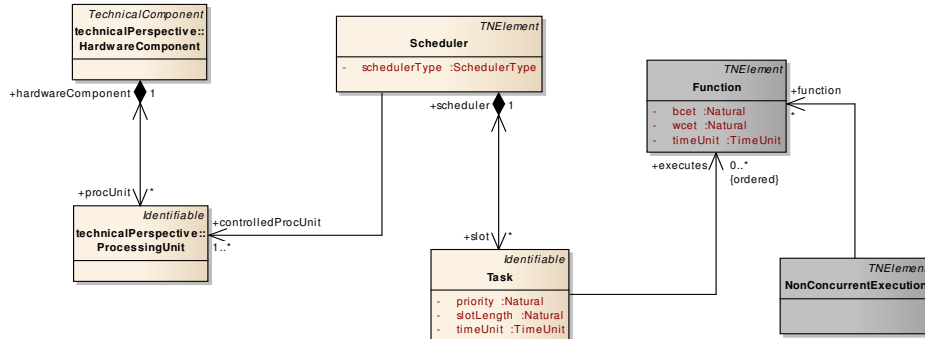 TechnicalComponent
technicalPerspective::
HardwareComponent
+hardwareComponent
1
+procUnit
*
Identifiable
technicalPerspective::
ProcessingUnit
TNElement
Scheduler
- schedulerType :SchedulerType
+scheduler
1
+controlledProcUnit
1..*
+slot
*
Identifiable
Task
- priority :Natural
- slotLength :Natural
- timeUnit :TimeUnit
TNElement
Function
- bcet :Natural
- wcet :Natural
- timeUnit :TimeUnit
+function
*
+executes
0..*
{ordered}
TNElement
NonConcurrentExecution